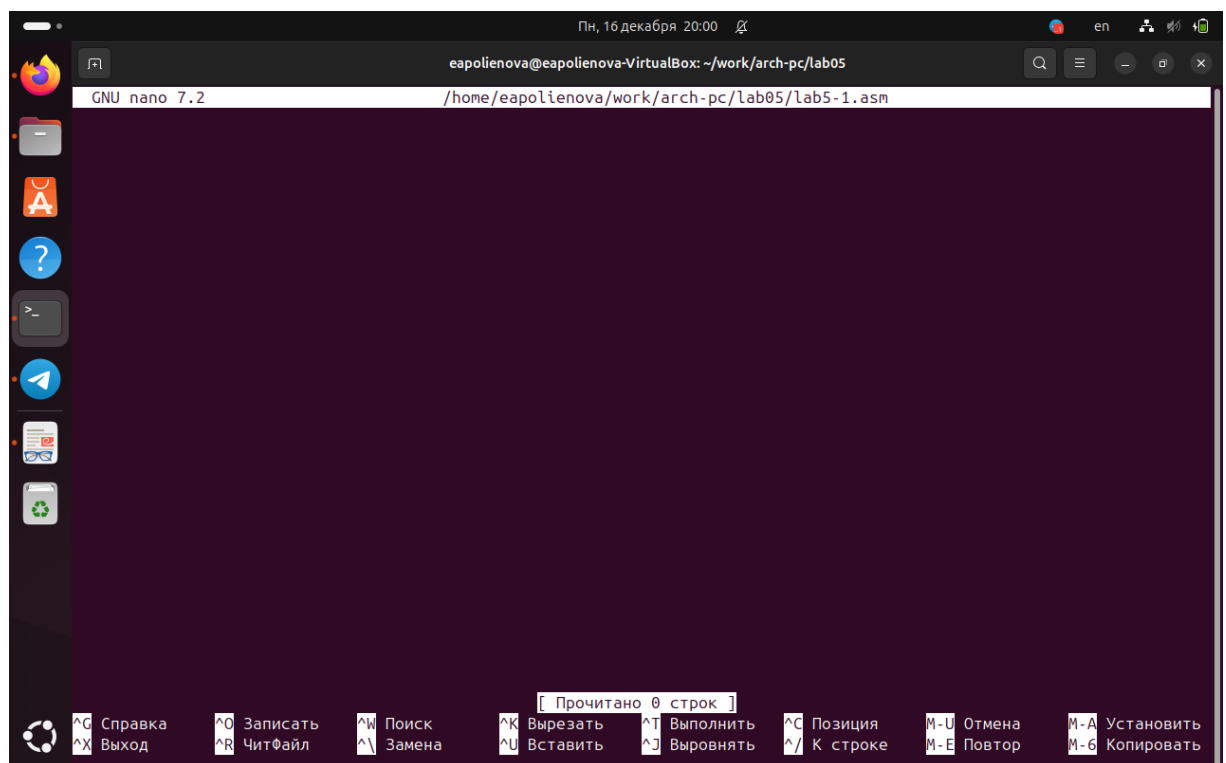 Пн, 16 декабря 20:00 en
eapolienova@eapolienova-VirtualBox: ~/work/arch-pc/lab05
GNU nano 7.2 /home/eapolienova/work/arch-pc/lab05/lab5-1.asm
[ Прочитано 0 строк ]
^G Справка ^O Записать ^W Поиск ^K Вырезать ^T Выполнить ^C Позиция M-U Отмена M-A Установить
^X Выход ^R ЧитФайл ^\ Замена ^U Вставить ^J Выровнять ^/ К строке M-E Повтор M-6 Копировать